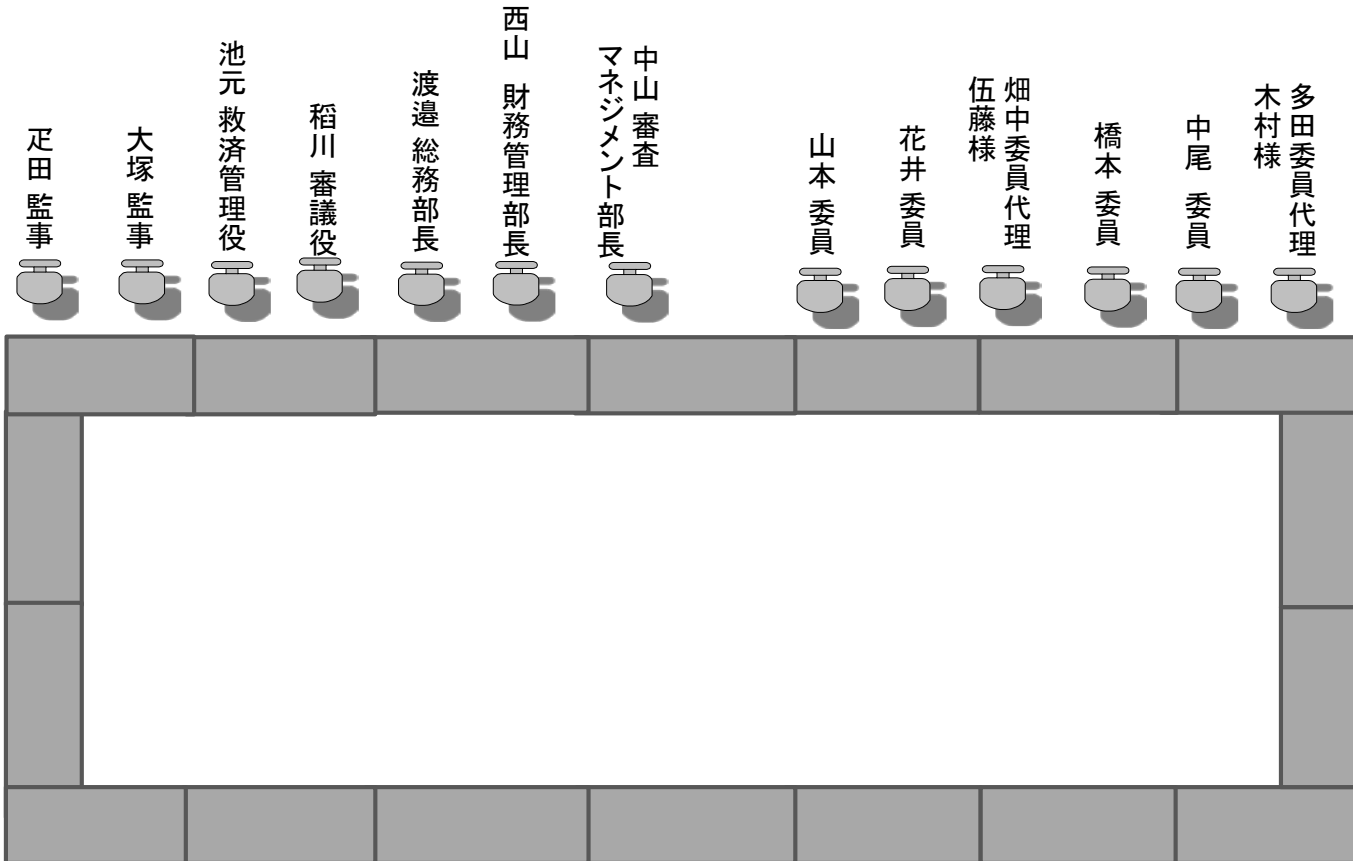 疋田 監事
大塚 監事
池元 救済管理役
稲川 審議役
渡邉 総務部長
西山 財務管理部長
中山 審査
マネジメント部長
山本 委員
花井 委員
畑中委員代理
伍藤様
橋本 委員
中尾 委員
多田委員代理
木村様